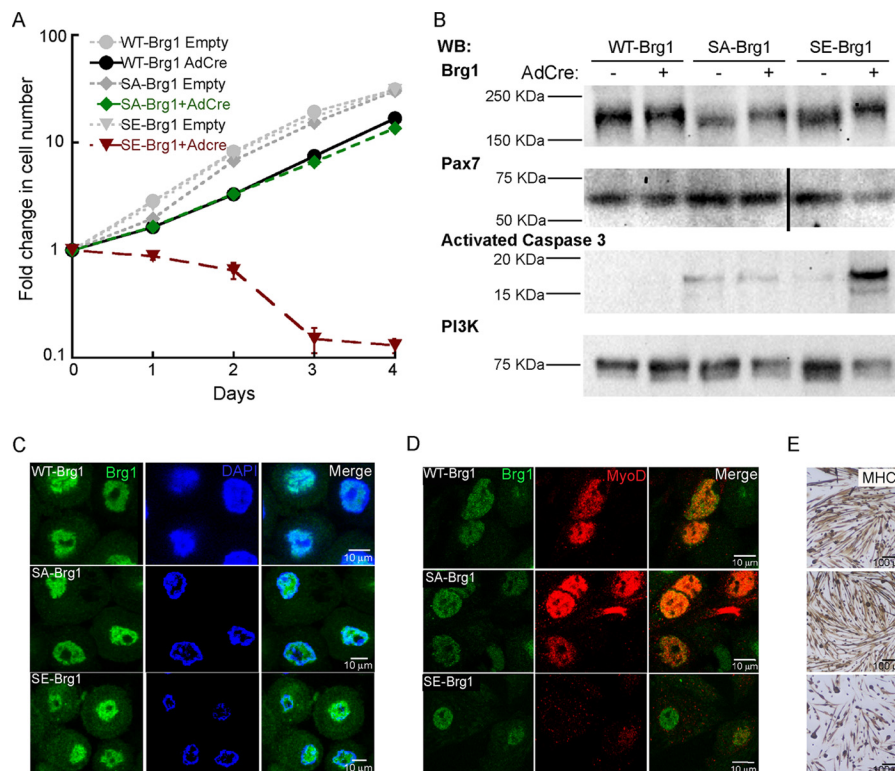 A
100
10
1
0.1
Fold change in cell number
0 1 2 3 4
Days
WT-Brg1 Empty
WT-Brg1 AdCre
SA-Brg1 Empty
SA-Brg1+AdCre
SE-Brg1 Empty
SE-Brg1+Adcre
B
WB: WT-Brg1 SA-Brg1 SE-Brg1
Brg1 AdCre: - + - + - +
250 KDa
150 KDa
Pax7
75 KDa
50 KDa
Activated Caspase 3
20 KDa
15 KDa
PI3K
75 KDa
C
WT-Brg1 Brg1 DAPI Merge
10 µm
SA-Brg1
10 µm
SE-Brg1
10 µm
D
WT-Brg1 Brg1 MyoD Merge
10 µm
SA-Brg1
10 µm
SE-Brg1
10 µm
E
MHC